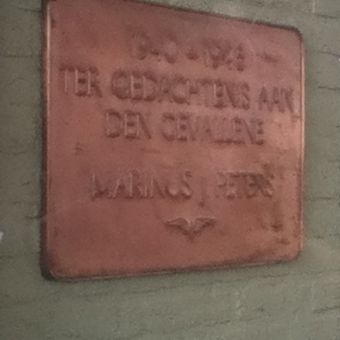 1940 - 1945
TER GEDACHTENIS AAN
DEN GEVALLENE
MARINUS J PETERS